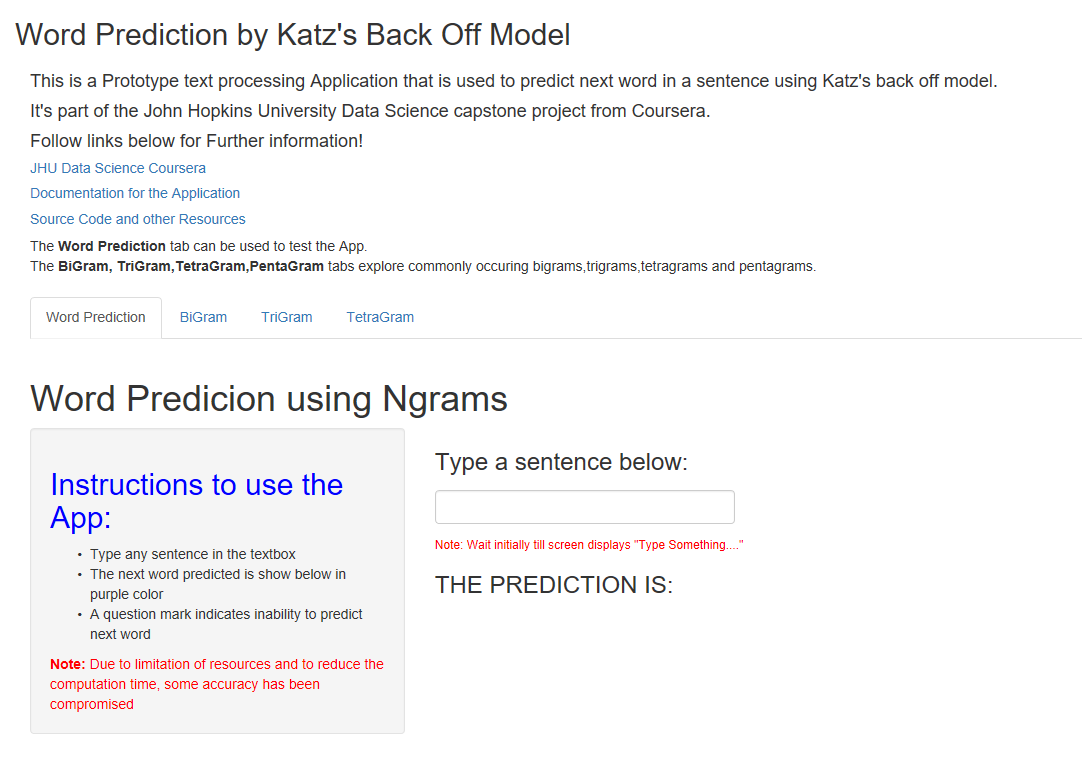 Word Prediction by Katz's Back Off Model
This is a Prototype text processing Application that is used to predict next word in a sentence using Katz's back off model.
It's part of the John Hopkins University Data Science capstone project from Coursera.
Follow links below for Further information!
JHU Data Science Coursera
Documentation for the Application
Source Code and other Resources
The Word Prediction tab can be used to test the App.
The BiGram, TriGram,TetraGram,PentaGram tabs explore commonly occuring bigrams,trigrams,tetragrams and pentagrams.
Word Prediction BiGram TriGram TetraGram
Word Predicion using Ngrams
Instructions to use the
App:
• Type any sentence in the textbox
• The next word predicted is show below in
purple color
• A question mark indicates inability to predict
next word
Note: Due to limitation of resources and to reduce the
computation time, some accuracy has been
compromised
Type a sentence below:
Note: Wait initially till screen displays "Type Something...."
THE PREDICTION IS: